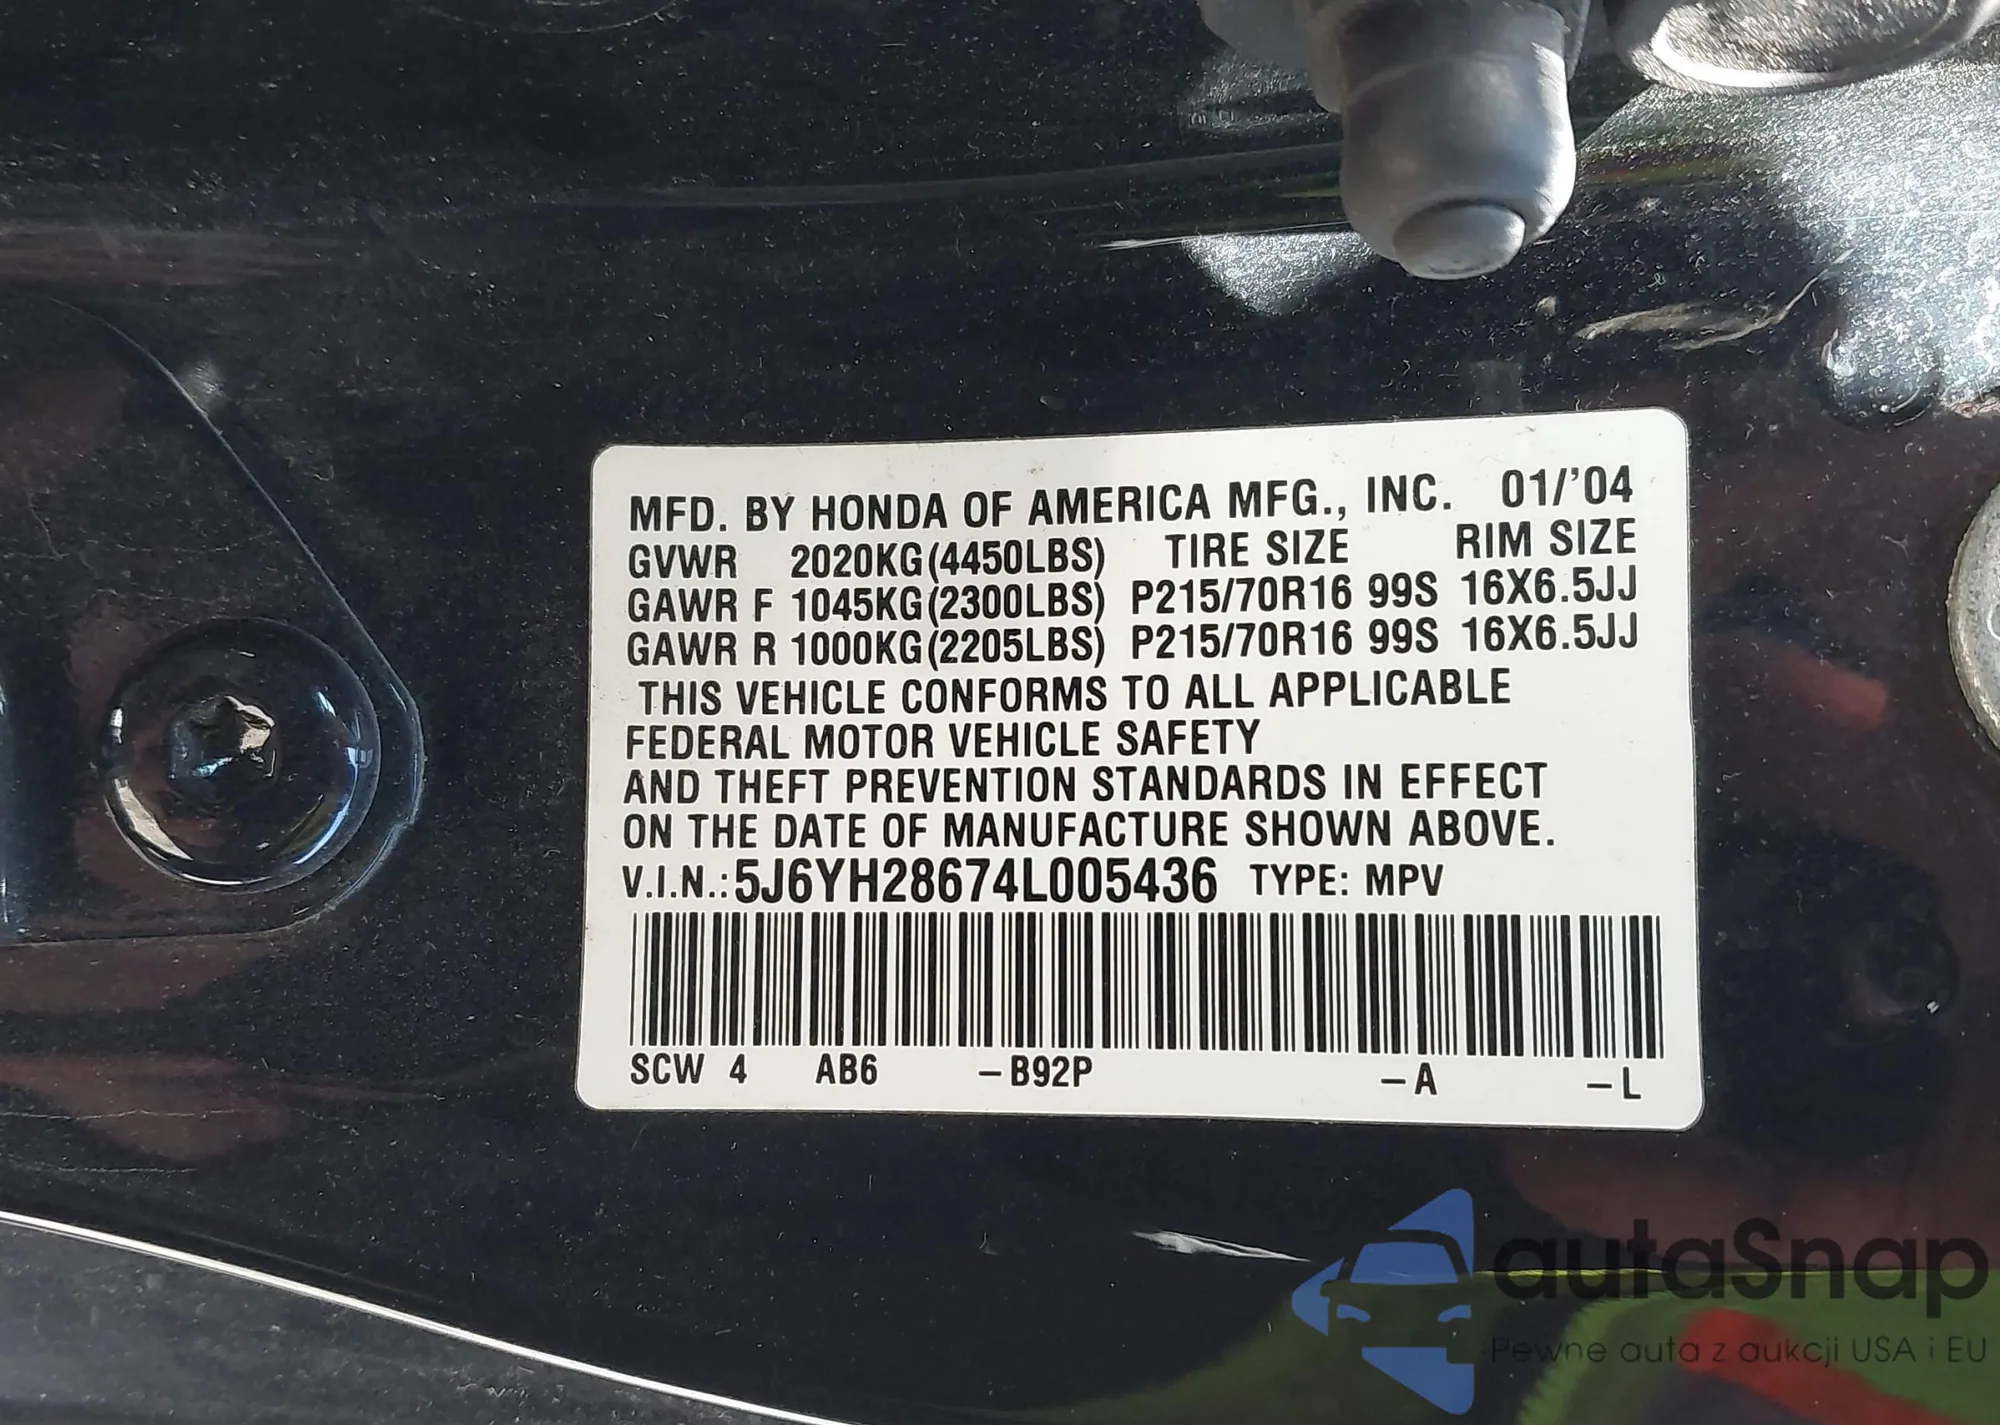 MFD. BY HONDA OF AMERICA MFG., INC. 01/'04
GVWR 2020KG(4450LBS) TIRE SIZE RIM SIZE
GAWR F 1045KG(2300LBS) P215/70R16 99S 16X6.5JJ
GAWR R 1000KG(2205LBS) P215/70R16 99S 16X6.5JJ
THIS VEHICLE CONFORMS TO ALL APPLICABLE
FEDERAL MOTOR VEHICLE SAFETY
AND THEFT PREVENTION STANDARDS IN EFFECT
ON THE DATE OF MANUFACTURE SHOWN ABOVE.
V.I.N.:5J6YH28674L005436 TYPE: MPV
SCW 4 AB6 -B92P -A -L
autaSnap
Pewne auta z aukcji USA i EU